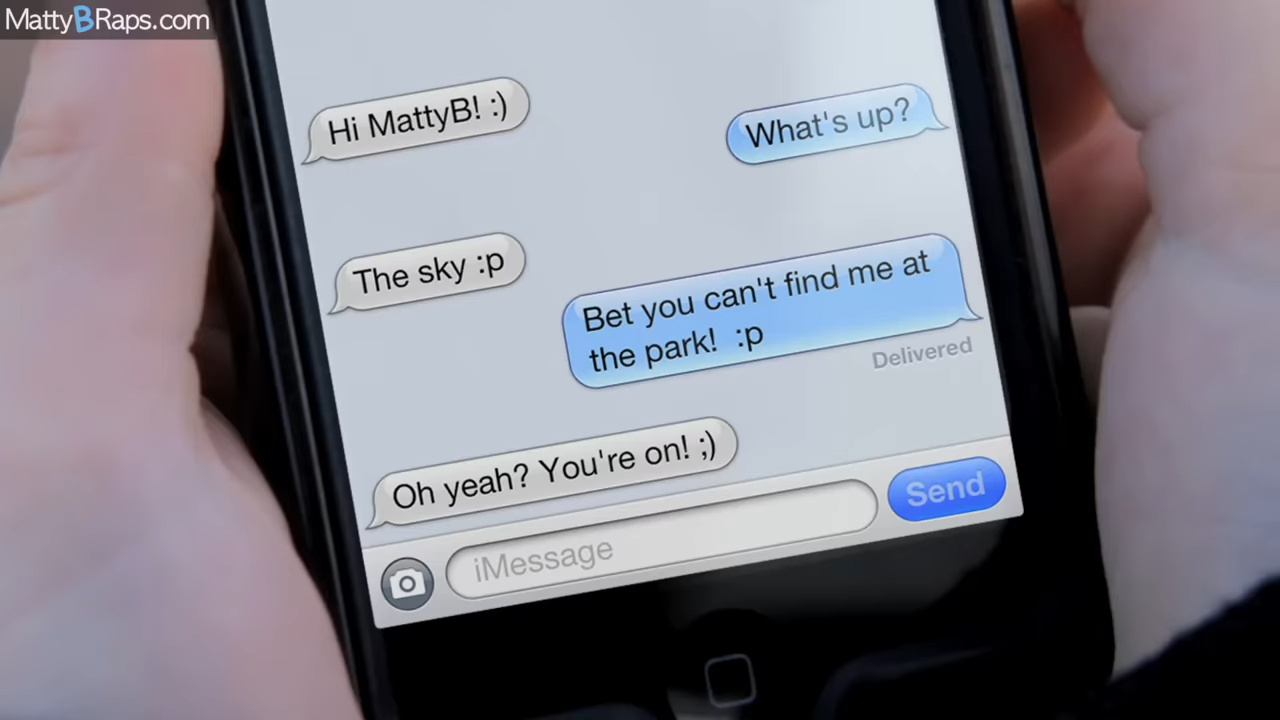 MattyBRaps.com
Hi MattyB! :)
What's up?
The sky :p
Bet you can't find me at
the park!  :p
Delivered
Oh yeah? You're on! ;)
iMessage
Send